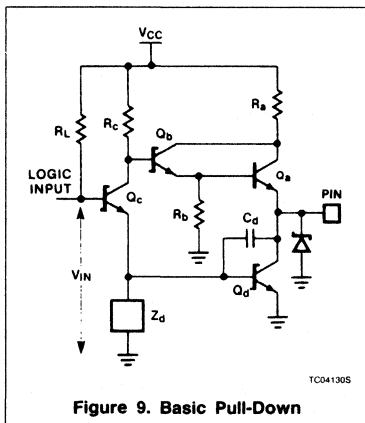 VCC
RL
Rc
Ra
Qb
LOGIC
INPUT
Qc
Qa
PIN
Rb
Cd
VIN
Qd
Zd
TC04130S
Figure 9. Basic Pull-Down